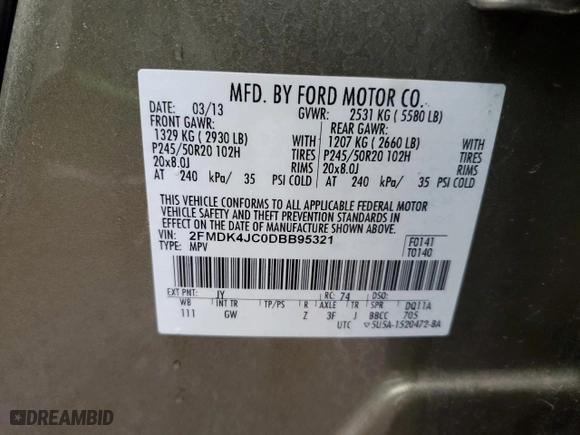 MFD. BY FORD MOTOR CO.
DATE: 03/13 GVWR: 2531 KG ( 5580 LB)
FRONT GAWR: REAR GAWR:
1329 KG ( 2930 LB) WITH 1207 KG ( 2660 LB) WITH
P245/50R20 102H TIRES P245/50R20 102H TIRES
20x8.0J RIMS 20x8.0J RIMS
AT 240 kPa/ 35 PSI COLD AT 240 kPa/ 35 PSI COLD
THIS VEHICLE CONFORMS TO ALL APPLICABLE FEDERAL MOTOR
VEHICLE SAFETY AND THEFT PREVENTION STANDARDS IN
EFFECT ON THE DATE OF MANUFACTURE SHOWN ABOVE.
VIN: 2FMDK4JC0DBB95321 F0141
TYPE: MPV T0140
EXT PNT: JY RC: 74 DSO:
WB INT TR TP/PS R AXLE TR SPR DQ11A
111 GW Z 3F J BBCC 705
UTC 5U5A-1520472-BA
DREAMBID